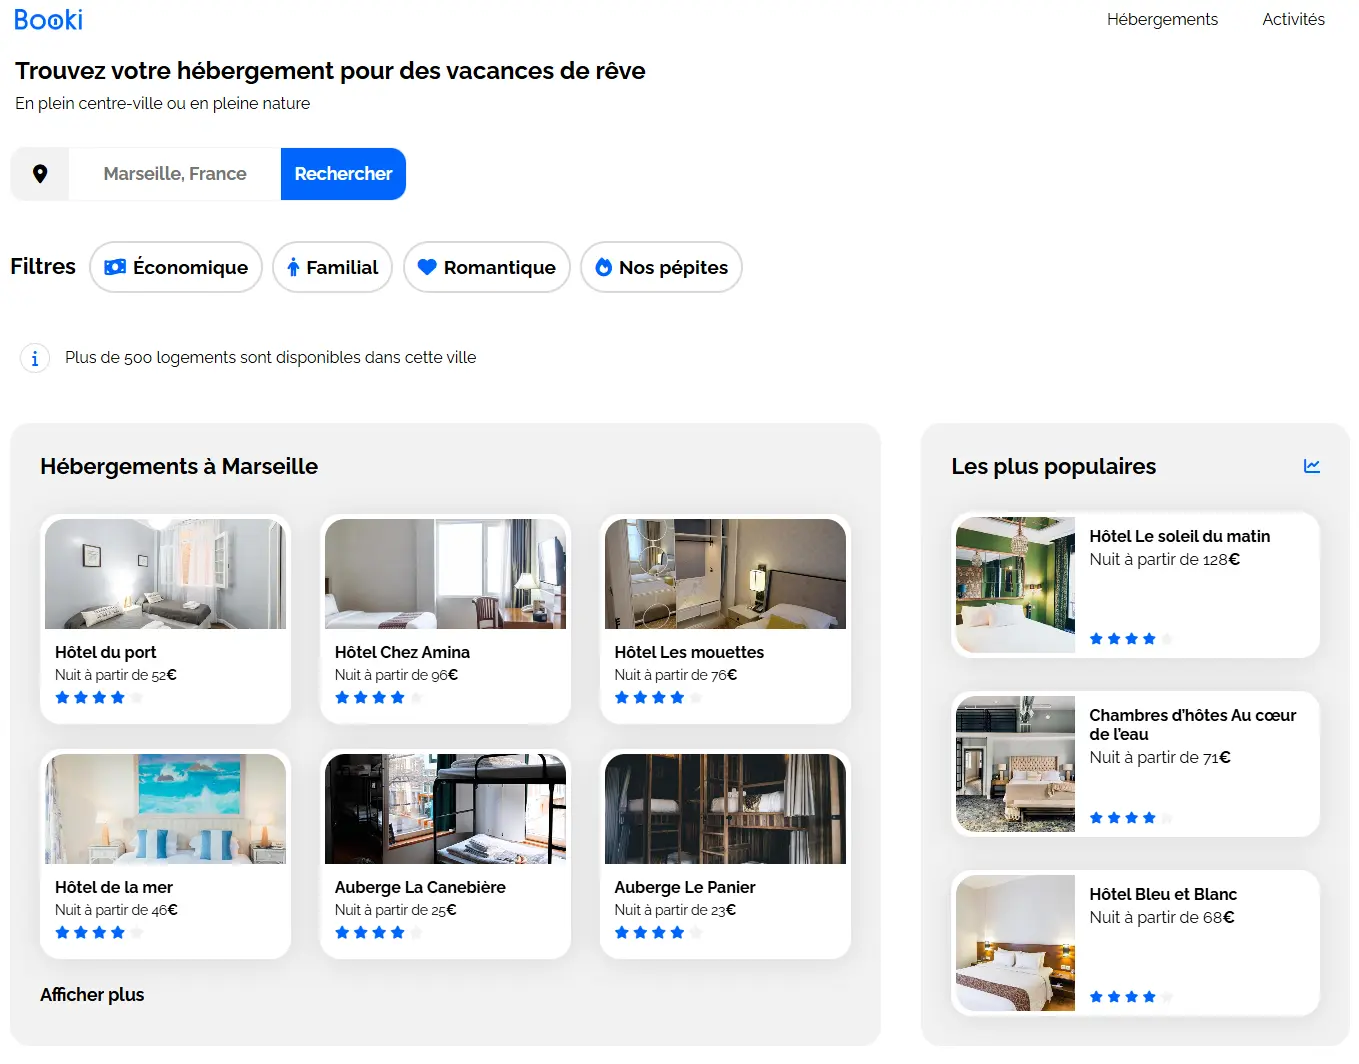 Booki
Hébergements
Activités
Trouvez votre hébergement pour des vacances de rêve
En plein centre-ville ou en pleine nature
Marseille, France
Rechercher
Filtres
Économique
Familial
Romantique
Nos pépites
Plus de 500 logements sont disponibles dans cette ville
Hébergements à Marseille
Hôtel du port
Nuit à partir de 52€
Hôtel Chez Amina
Nuit à partir de 96€
Hôtel Les mouettes
Nuit à partir de 76€
Hôtel de la mer
Nuit à partir de 46€
Auberge La Canebière
Nuit à partir de 25€
Auberge Le Panier
Nuit à partir de 23€
Afficher plus
Les plus populaires
Hôtel Le soleil du matin
Nuit à partir de 128€
Chambres d’hôtes Au cœur
de l’eau
Nuit à partir de 71€
Hôtel Bleu et Blanc
Nuit à partir de 68€